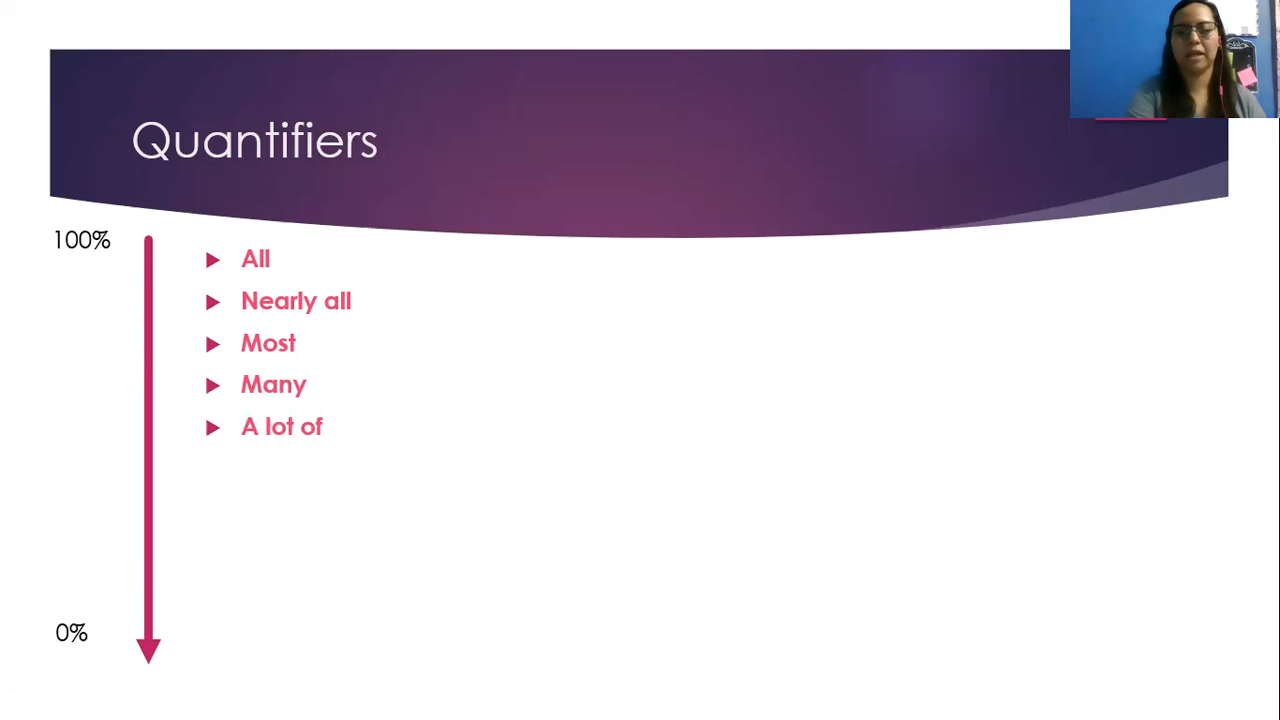 Quantifiers
100%
All
Nearly all
Most
Many
A lot of
0%